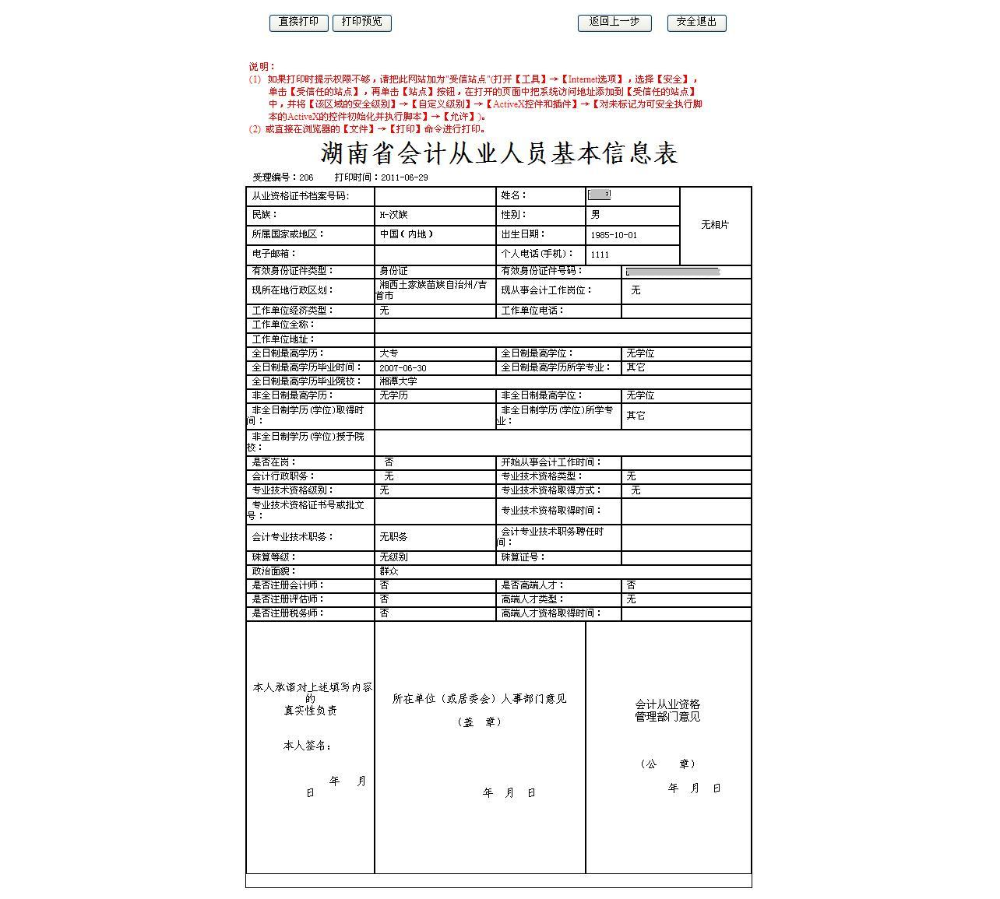 直接打印 打印预览 返回上一步 安全退出
说明：
(1) 如果打印时提示权限不够，请把此网站加为"受信站点"(打开【工具】→【Internet选项】，选择【安全】，
单击【受信任的站点】，再单击【站点】按钮，在打开的页面中把系统访问地址添加到【受信任的站点】
中，并将【该区域的安全级别】→【自定义级别】→【ActiveX控件和插件】→【对未标记为可安全执行脚
本的ActiveX的控件初始化并执行脚本】→【允许】)。
(2) 或直接在浏览器的【文件】→【打印】命令进行打印。
湖南省会计从业人员基本信息表
受理编号：206 打印时间：2011-06-29
从业资格证书档案号码: 姓名：
民族： H-汉族 性别： 男
无相片
所属国家或地区： 中国(内地) 出生日期： 1985-10-01
电子邮箱： 个人电话(手机)： 1111
有效身份证件类型： 身份证 有效身份证件号码：
现所在地行政区划： 湘西土家族苗族自治州/吉
首市 现从事会计工作岗位： 无
工作单位经济类型： 无 工作单位电话：
工作单位全称：
工作单位地址：
全日制最高学历： 大专 全日制最高学位： 无学位
全日制最高学历毕业时间： 2007-06-30 全日制最高学历所学专业： 其它
全日制最高学历毕业院校： 湘潭大学
非全日制最高学历： 无学历 非全日制最高学位： 无学位
非全日制学历(学位)取得时
间：
非全日制学历(学位)所学专
业： 其它
非全日制学历(学位)授予院
校：
是否在岗： 否 开始从事会计工作时间：
会计行政职务： 无 专业技术资格类型： 无
专业技术资格级别： 无 专业技术资格取得方式： 无
专业技术资格证书号或批文
号： 专业技术资格取得时间：
会计专业技术职务： 无职务 会计专业技术职务聘任时
间：
珠算等级： 无级别 珠算证号：
政治面貌： 群众
是否注册会计师： 否 是否高端人才： 否
是否注册评估师： 否 高端人才类型： 无
是否注册税务师： 否 高端人才资格取得时间：
本人承诺对上述填写内容
的
真实性负责
本人签名：
年 月
日
所在单位（或居委会）人事部门意见
（盖 章）
年 月 日
会计从业资格
管理部门意见
（公 章）
年 月 日